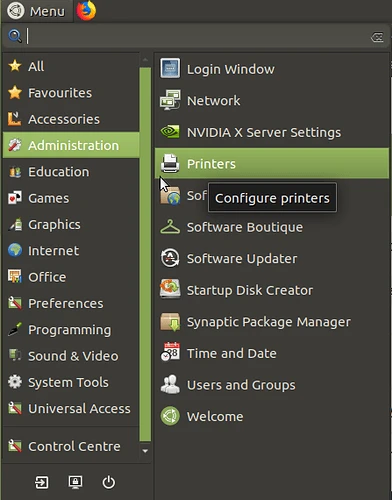 Menu
All
Favourites
Accessories
Administration
Education
Games
Graphics
Internet
Office
Preferences
Programming
Sound & Video
System Tools
Universal Access
Control Centre
Login Window
Network
NVIDIA X Server Settings
Printers
Sof
Configure printers
Software Boutique
Software Updater
Startup Disk Creator
Synaptic Package Manager
Time and Date
Users and Groups
Welcome